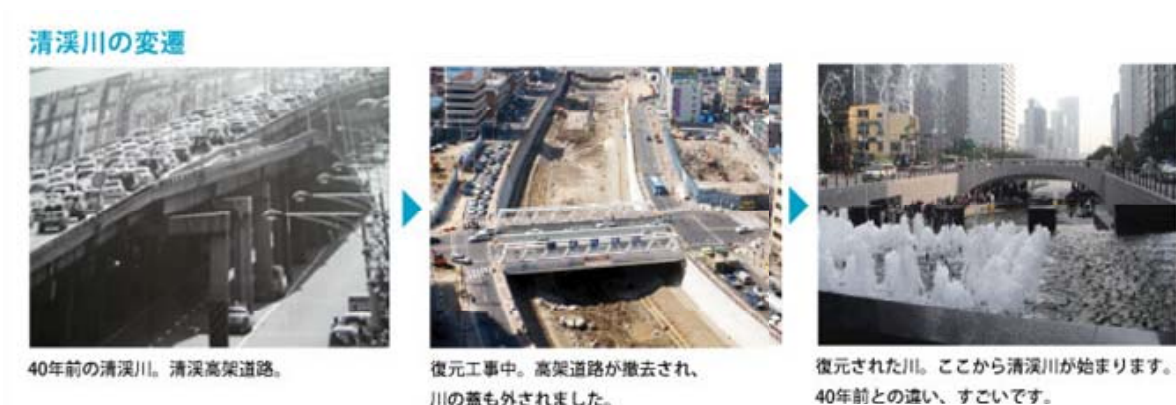 清渓川の変遷
40年前の清渓川。清渓高架道路。
復元工事中。高架道路が撤去され、
川の蓋も外されました。
復元された川。ここから清渓川が始まります。
40年前との違い、すごいです。